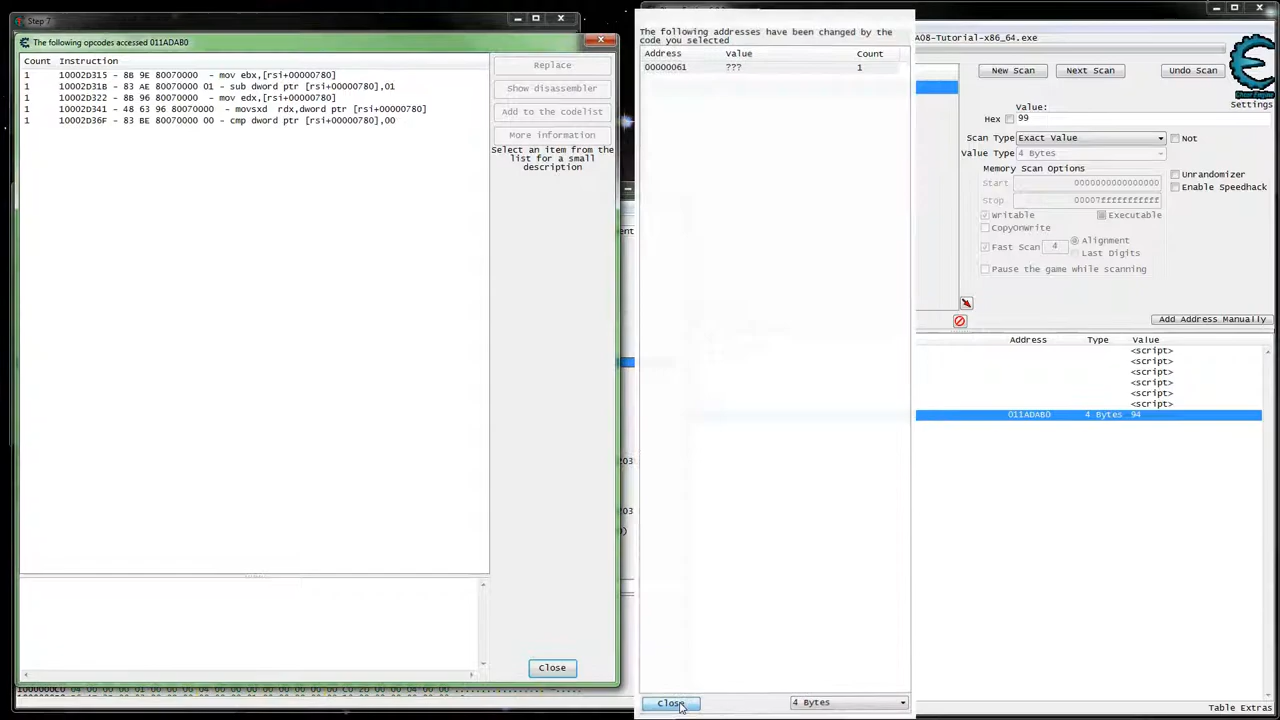 Step 7
The following opcodes accessed 011ADAB0
Count Instruction
1 10002D315 - 8B 9E 80070000 - mov ebx,[rsi+00000780]
1 10002D31B - 83 AE 80070000 01 - sub dword ptr [rsi+00000780],01
1 10002D322 - 8B 96 80070000 - mov edx,[rsi+00000780]
1 10002D341 - 48 63 96 80070000 - movsxd rdx,dword ptr [rsi+00000780]
1 10002D36F - 83 BE 80070000 00 - cmp dword ptr [rsi+00000780],00
Replace
Show disassembler
Add to the codelist
More information
Select an item from the
list for a small
description
Close
The following addresses have been changed by the
code you selected
Address Value Count
00000061 ??? 1
Close
4 Bytes
A08-Tutorial-x86_64.exe
New Scan Next Scan Undo Scan
Settings
Value:
Hex 99
Scan Type Exact Value Not
Value Type 4 Bytes
Memory Scan Options
Start 0000000000000000
Stop 00007fffffffffff
Unrandomizer
Enable Speedhack
Writable Executable
CopyOnWrite
Fast Scan 4 Alignment
Last Digits
Pause the game while scanning
Add Address Manually
Address Type Value
<script>
<script>
<script>
<script>
<script>
<script>
011ADAB0 4 Bytes 94
Table Extras